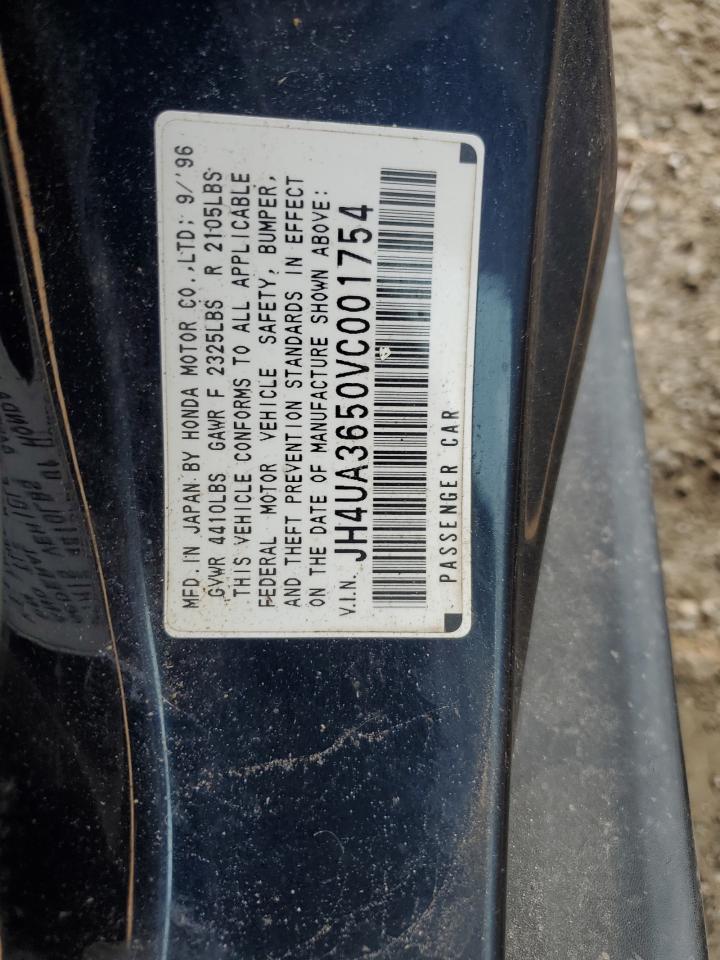 MFD. IN JAPAN BY HONDA MOTOR CO., LTD: 9/'96
GVWR 4410LBS GAWR F 2325LBS R 2105LBS
THIS VEHICLE CONFORMS TO ALL APPLICABLE
FEDERAL MOTOR VEHICLE SAFETY, BUMPER,
AND THEFT PREVENTION STANDARDS IN EFFECT
ON THE DATE OF MANUFACTURE SHOWN ABOVE:
V.I.N. JH4UA3650VC001754
PASSENGER CAR